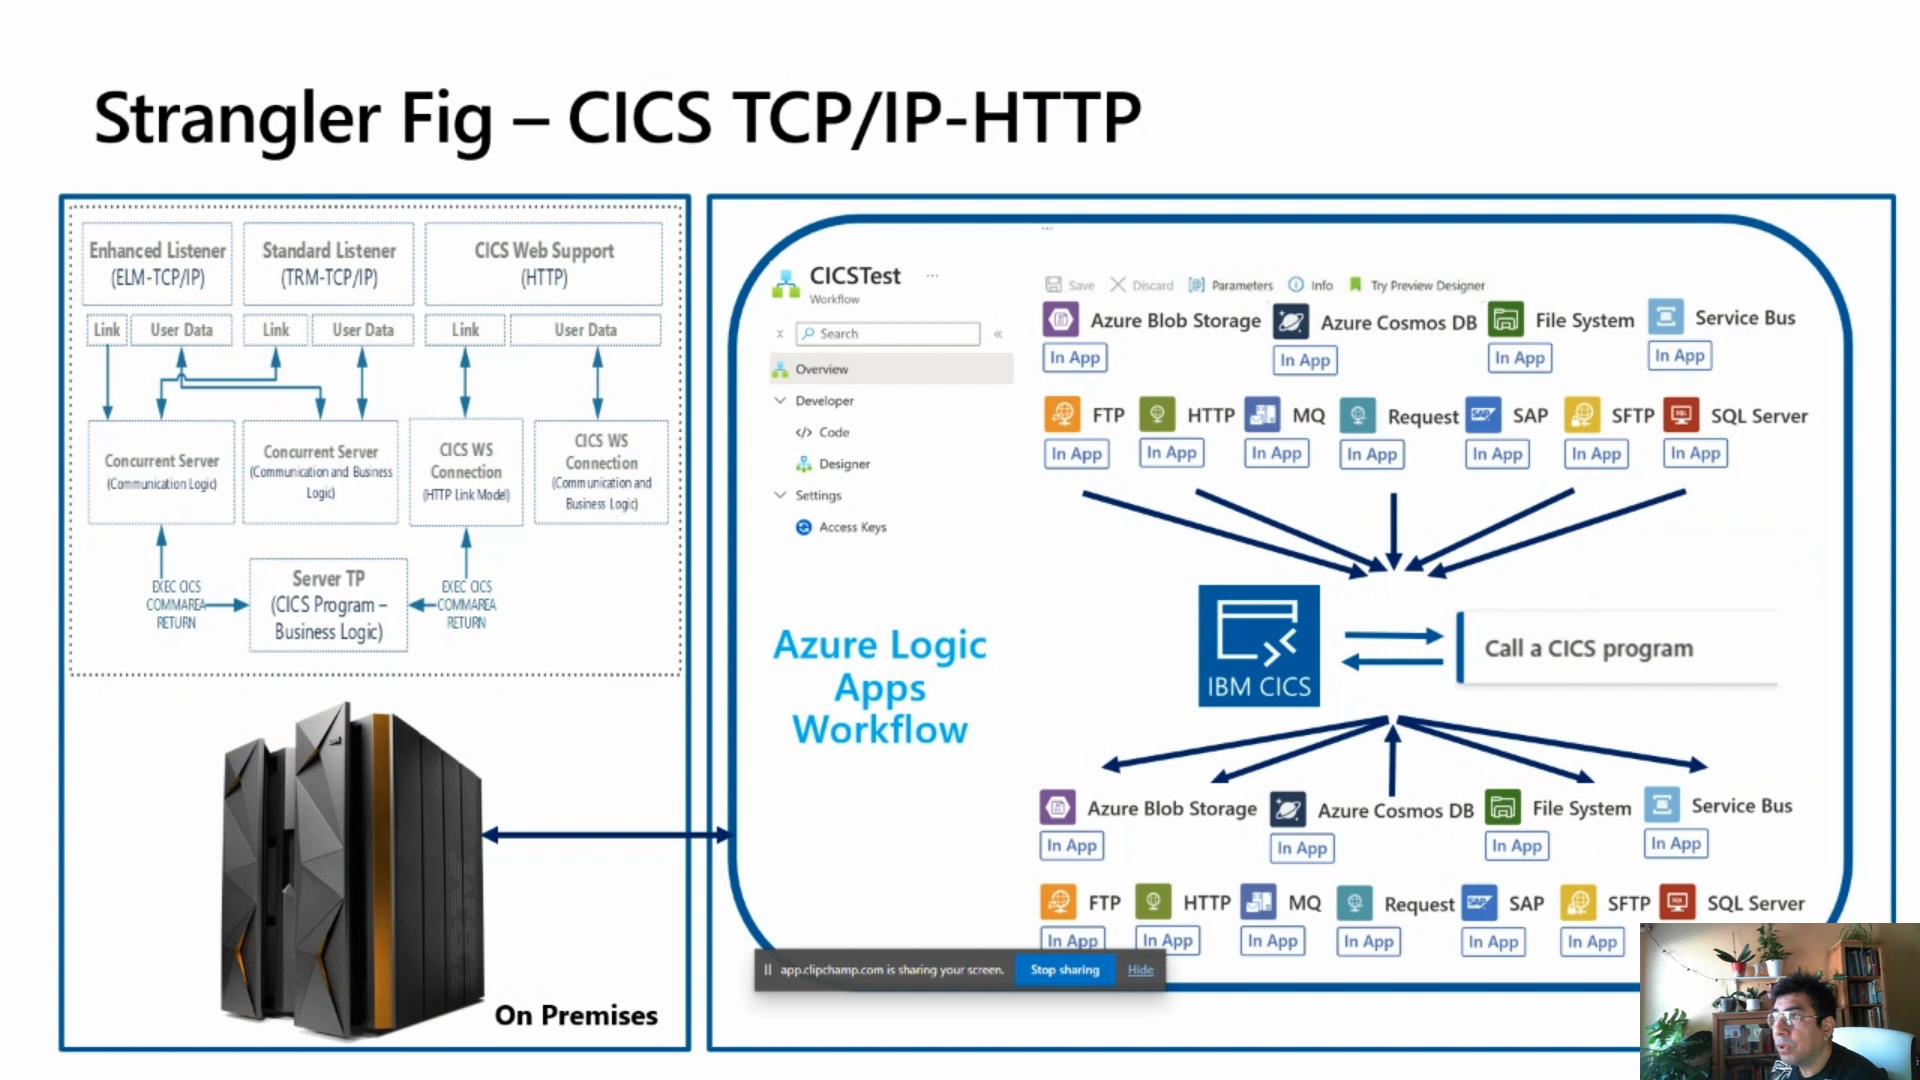 Strangler Fig – CICS TCP/IP-HTTP
Enhanced Listener
(ELM-TCP/IP)
Standard Listener
(TRM-TCP/IP)
CICS Web Support
(HTTP)
Link
User Data
Link
User Data
Link
User Data
Concurrent Server
(Communication Logic)
Concurrent Server
(Communication and Business
Logic)
CICS WS
Connection
(HTTP Link Model)
CICS WS
Connection
(Communication and
Business Logic)
EXEC CICS
COMMAREA
RETURN
Server TP
(CICS Program –
Business Logic)
EXEC CICS
COMMAREA
RETURN
On Premises
CICSTest
Workflow
Search
Overview
Developer
Code
Designer
Settings
Access Keys
Azure Logic
Apps
Workflow
Save
Discard
Parameters
Info
Try Preview Designer
Azure Blob Storage
In App
Azure Cosmos DB
In App
File System
In App
Service Bus
In App
FTP
In App
HTTP
In App
MQ
In App
Request
In App
SAP
In App
SFTP
In App
SQL Server
In App
IBM CICS
Call a CICS program
Azure Blob Storage
In App
Azure Cosmos DB
In App
File System
In App
Service Bus
In App
FTP
In App
HTTP
In App
MQ
In App
Request
In App
SAP
In App
SFTP
In App
SQL Server
app.clipchamp.com is sharing your screen.
Stop sharing
Hide